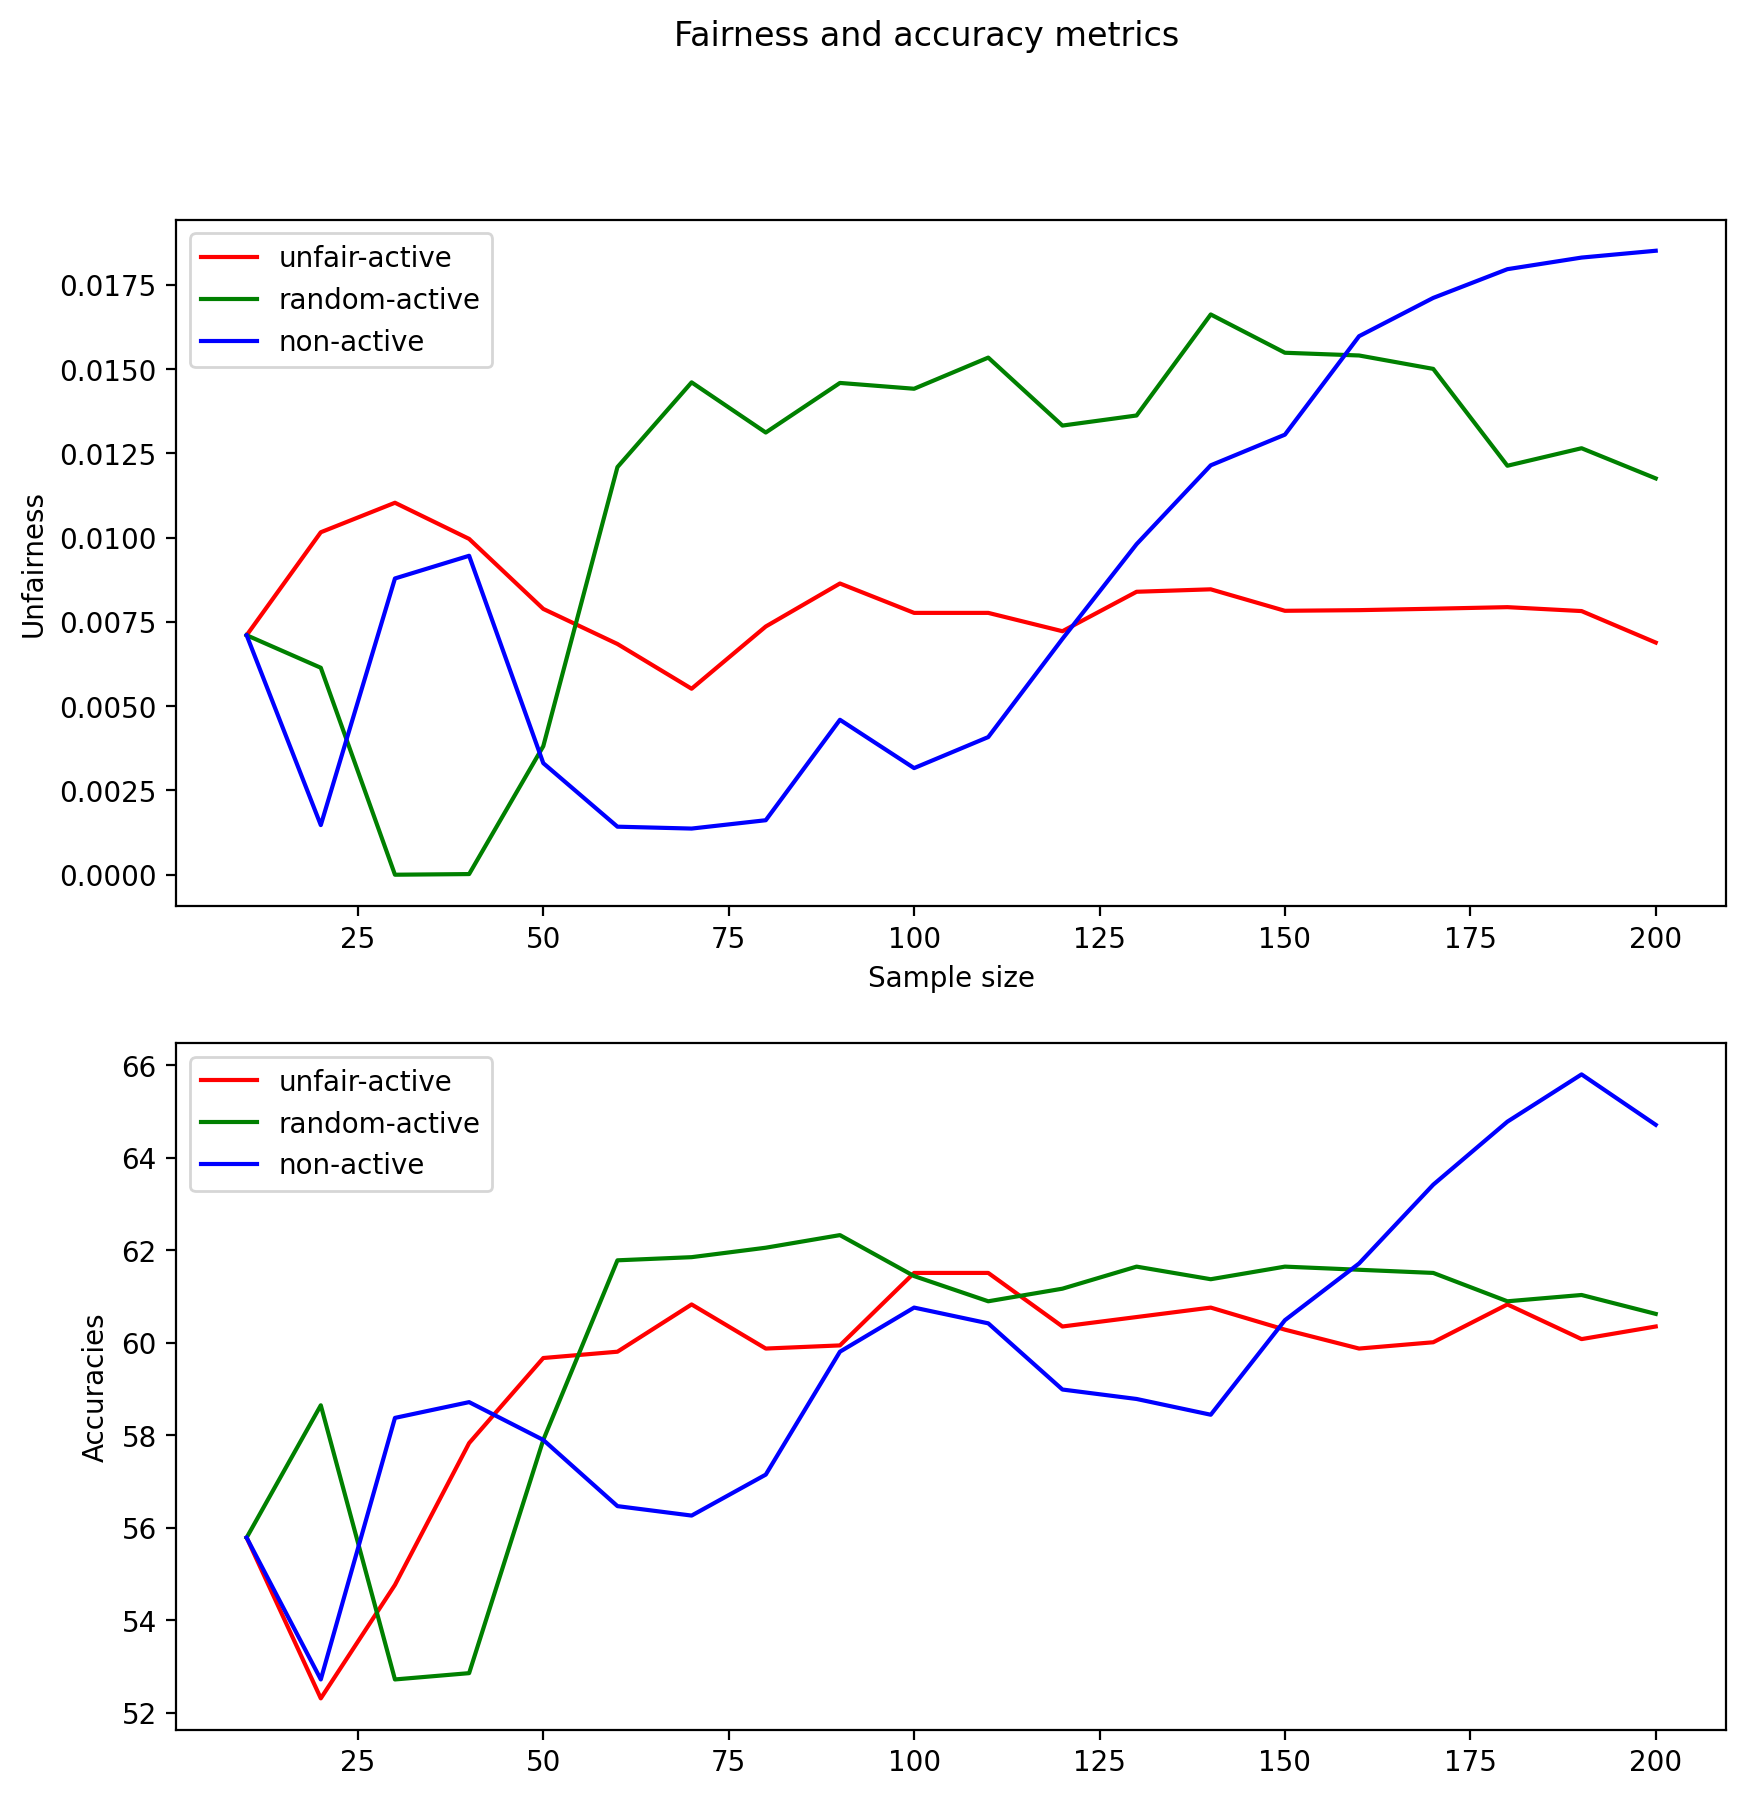 Fairness and accuracy metrics
unfair-active
random-active
non-active
0.0175
0.0150
0.0125
0.0100
0.0075
0.0050
0.0025
0.0000
Unfairness
25 50 75 100 125 150 175 200
Sample size
unfair-active
random-active
non-active
66
64
62
60
58
56
54
52
Accuracies
25 50 75 100 125 150 175 200